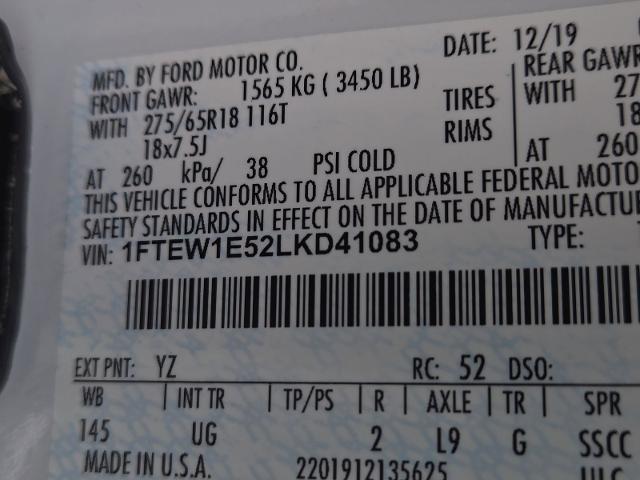 DATE: 12/19
MFD. BY FORD MOTOR CO.
FRONT GAWR: 1565 KG ( 3450 LB)
REAR GAWR
WITH 275/65R18 116T TIRES WITH 27
18x7.5J RIMS 18
AT 260 kPa/ 38 PSI COLD AT 260
THIS VEHICLE CONFORMS TO ALL APPLICABLE FEDERAL MOTO
SAFETY STANDARDS IN EFFECT ON THE DATE OF MANUFACTU
VIN: 1FTEW1E52LKD41083 TYPE:
EXT PNT: YZ RC: 52 DSO:
WB | INT TR | TP/PS | R | AXLE | TR | SPR
145 UG 2 L9 G SSCC
MADE IN U.S.A. 2201912135625